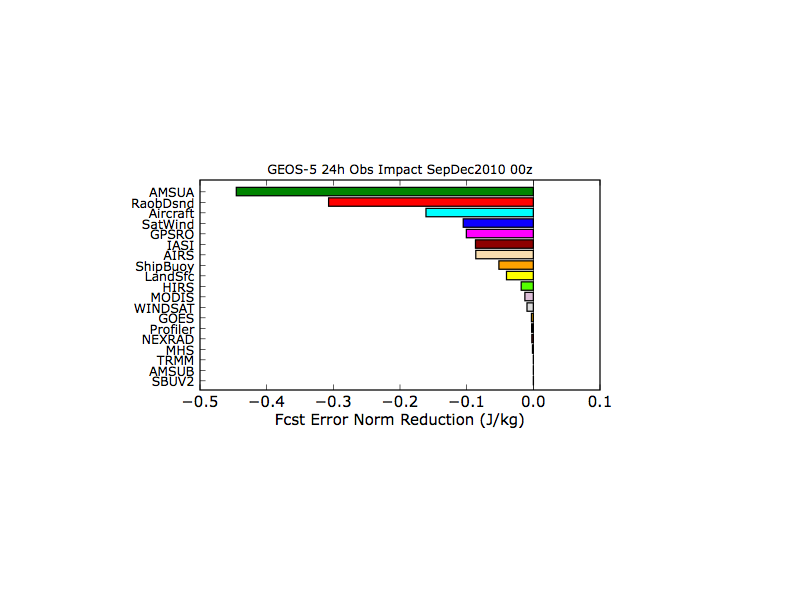 GEOS-5 24h Obs Impact SepDec2010 00z
AMSUA
RaobDsnd
Aircraft
SatWind
GPSRO
IASI
AIRS
ShipBuoy
LandSfc
HIRS
MODIS
WINDSAT
GOES
Profiler
NEXRAD
MHS
TRMM
AMSUB
SBUV2
−0.5 −0.4 −0.3 −0.2 −0.1 0.0 0.1
Fcst Error Norm Reduction (J/kg)